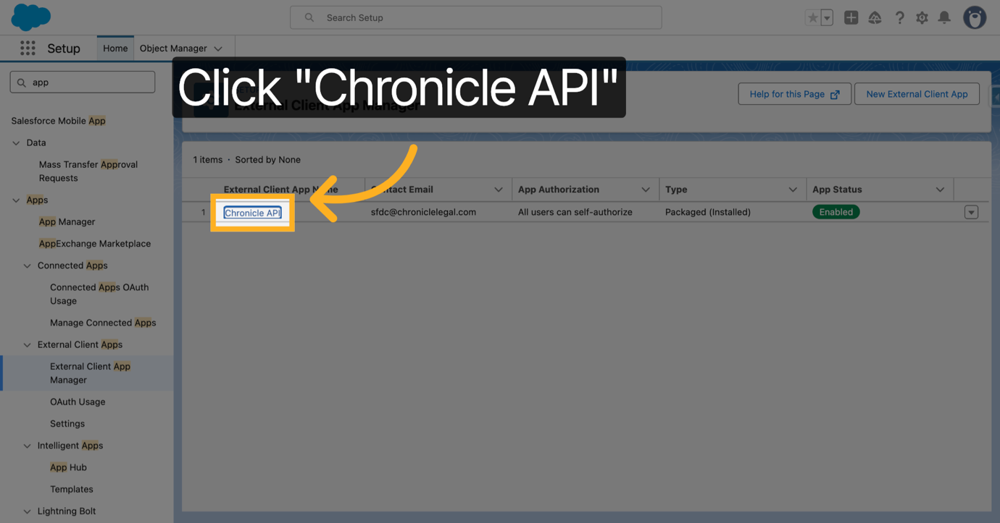 Search Setup
Setup
Home
Object Manager
app
Click "Chronicle API"
External Client App Manager
Help for this Page
New External Client App
Salesforce Mobile App
Data
Mass Transfer Approval
Requests
Apps
App Manager
AppExchange Marketplace
Connected Apps
Connected Apps OAuth
Usage
Manage Connected Apps
External Client Apps
External Client App
Manager
OAuth Usage
Settings
Intelligent Apps
App Hub
Templates
Lightning Bolt
1 items · Sorted by None
External Client App Name
Contact Email
App Authorization
Type
App Status
1
Chronicle API
sfdc@chroniclelegal.com
All users can self-authorize
Packaged (Installed)
Enabled